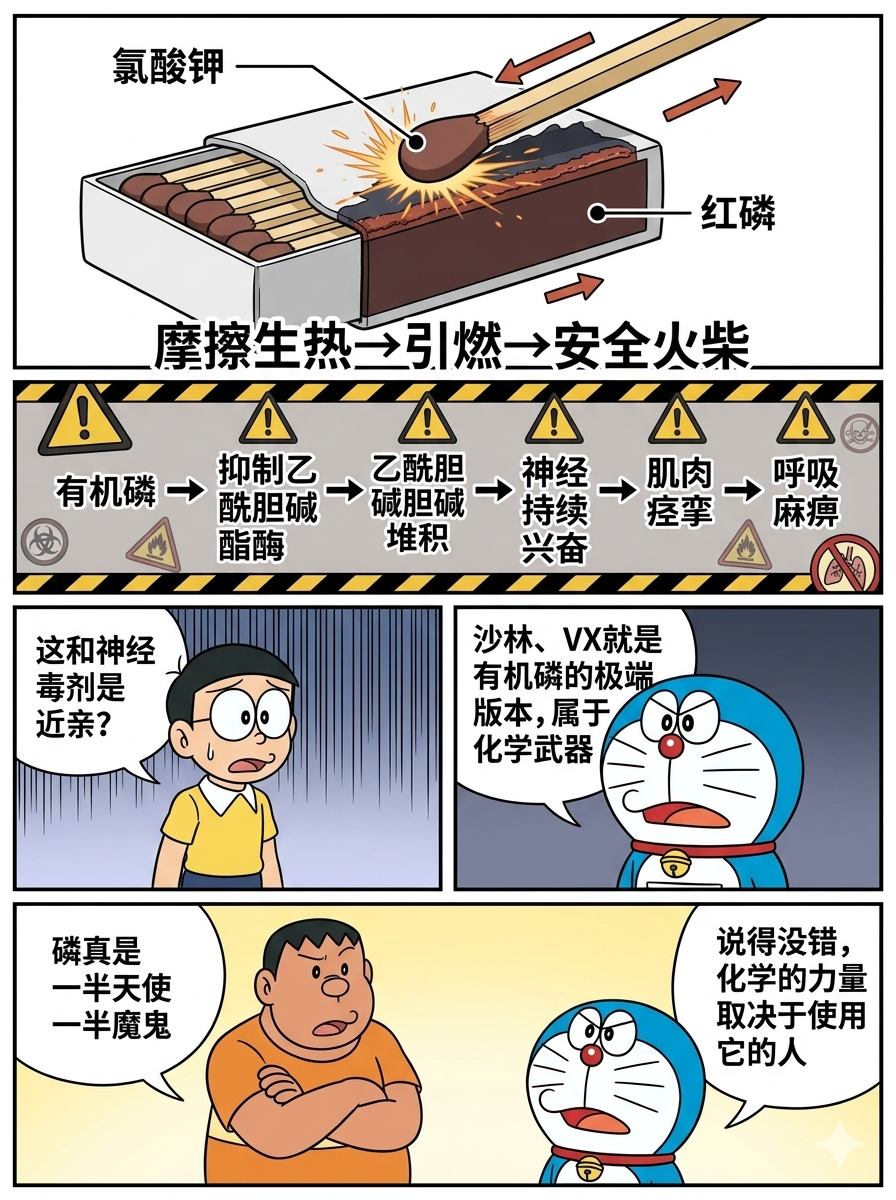 氯酸钾
红磷
摩擦生热→引燃→安全火柴
有机磷→抑制乙
酰胆碱
酯酶→乙酰胆
碱胆碱
堆积→神经
持续
兴奋→肌肉
痉挛→呼吸
麻痹
这和神经
毒剂是
近亲？
沙林、VX就是
有机磷的极端
版本，属于
化学武器
磷真是
一半天使
一半魔鬼
说得没错，
化学的力量
取决于使用
它的人